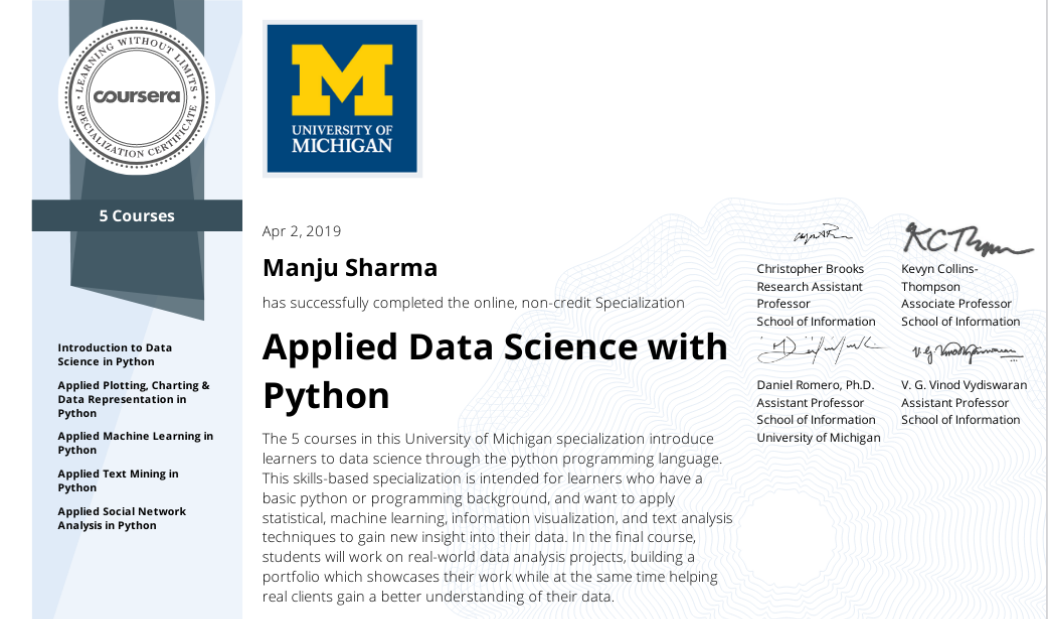 LEARNING WITHOUT LIMITS
coursera
SPECIALIZATION CERTIFICATE
5 Courses
Introduction to Data
Science in Python
Applied Plotting, Charting &
Data Representation in
Python
Applied Machine Learning in
Python
Applied Text Mining in
Python
Applied Social Network
Analysis in Python
M
UNIVERSITY OF
MICHIGAN
Apr 2, 2019
Manju Sharma
has successfully completed the online, non-credit Specialization
Applied Data Science with
Python
The 5 courses in this University of Michigan specialization introduce
learners to data science through the python programming language.
This skills-based specialization is intended for learners who have a
basic python or programming background, and want to apply
statistical, machine learning, information visualization, and text analysis
techniques to gain new insight into their data. In the final course,
students will work on real-world data analysis projects, building a
portfolio which showcases their work while at the same time helping
real clients gain a better understanding of their data.
Christopher Brooks
Research Assistant
Professor
School of Information
Kevyn Collins-
Thompson
Associate Professor
School of Information
Daniel Romero, Ph.D.
Assistant Professor
School of Information
University of Michigan
V. G. Vinod Vydiswaran
Assistant Professor
School of Information